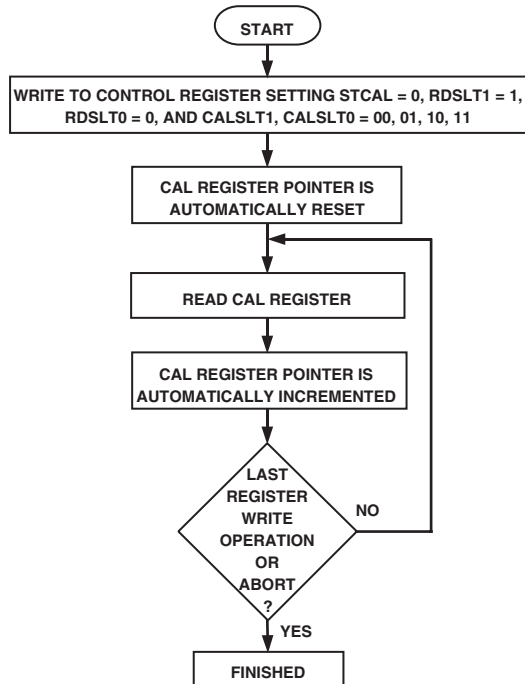 START
WRITE TO CONTROL REGISTER SETTING STCAL = 0, RDSLT1 = 1,
RDSLT0 = 0, AND CALSLT1, CALSLT0 = 00, 01, 10, 11
CAL REGISTER POINTER IS
AUTOMATICALLY RESET
READ CAL REGISTER
CAL REGISTER POINTER IS
AUTOMATICALLY INCREMENTED
LAST
REGISTER
WRITE
OPERATION
OR
ABORT
?
NO
YES
FINISHED